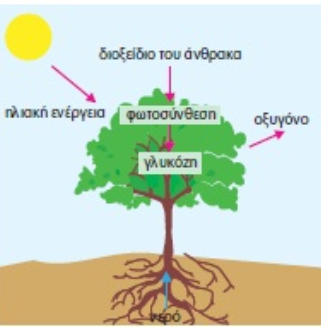 διοξείδιο του άνθρακα
ηλιακή ενέργεια
φωτοσύνθεση
οξυγόνο
γλυκόζη
νερό